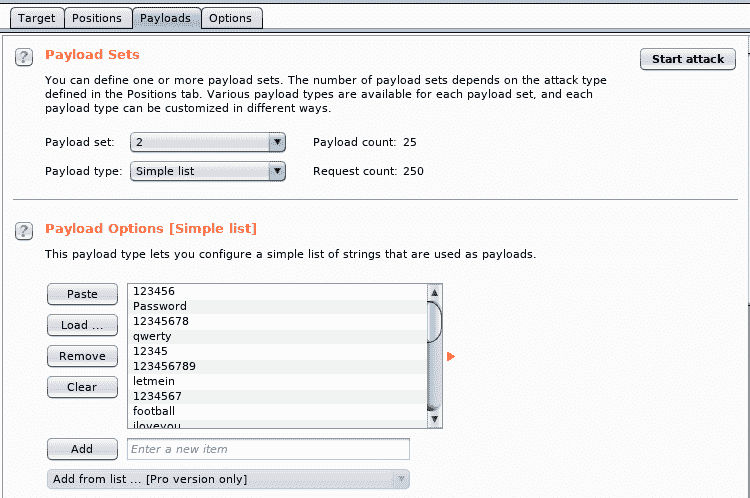 Target Positions Payloads Options
? Payload Sets Start attack
You can define one or more payload sets. The number of payload sets depends on the attack type
defined in the Positions tab. Various payload types are available for each payload set, and each
payload type can be customized in different ways.
Payload set: 2 Payload count: 25
Payload type: Simple list Request count: 250
? Payload Options [Simple list]
This payload type lets you configure a simple list of strings that are used as payloads.
Paste
Load ...
Remove
Clear
123456
Password
12345678
qwerty
12345
123456789
letmein
1234567
football
iloveyou
Add Enter a new item
Add from list ... [Pro version only]